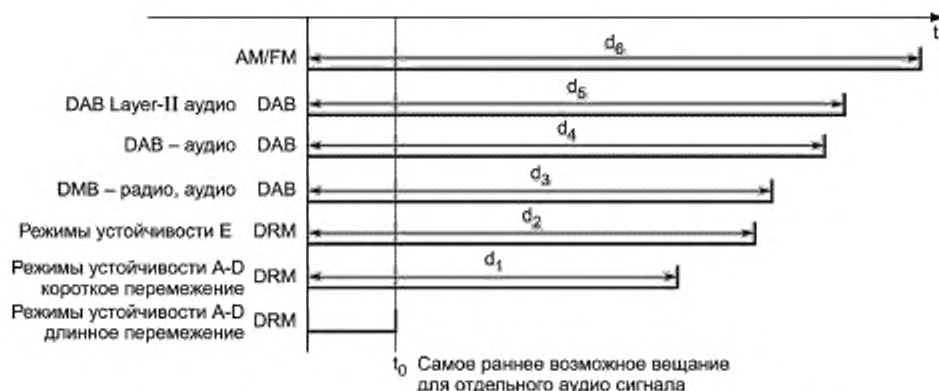 t
AM/FM d6
DAB Layer-II аудио DAB d5
DAB – аудио DAB d4
DMB – радио, аудио DAB d3
Режимы устойчивости E DRM d2
Режимы устойчивости A-D
короткое перемежение DRM d1
Режимы устойчивости A-D
длинное перемежение DRM
t0 Самое раннее возможное вещание
для отдельного аудио сигнала